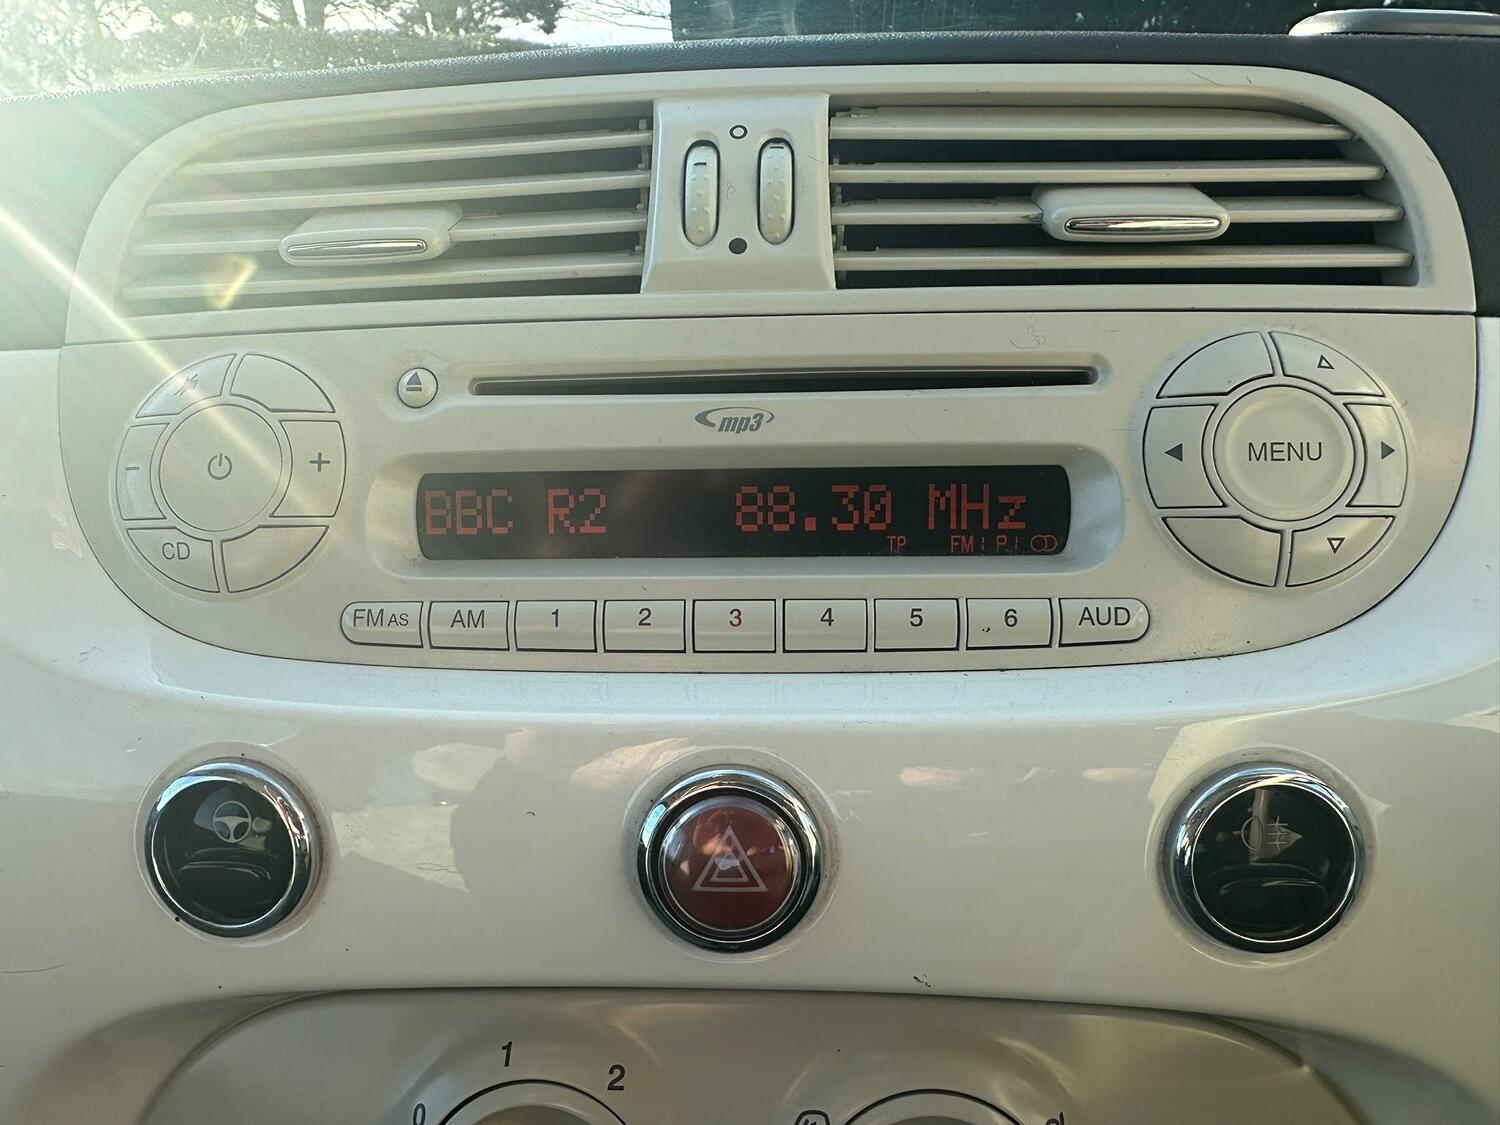 mp3
MENU
BBC R2 88.30 MHz
TP FM P
CD
FM AS AM 1 2 3 4 5 6 AUD
1
2
0